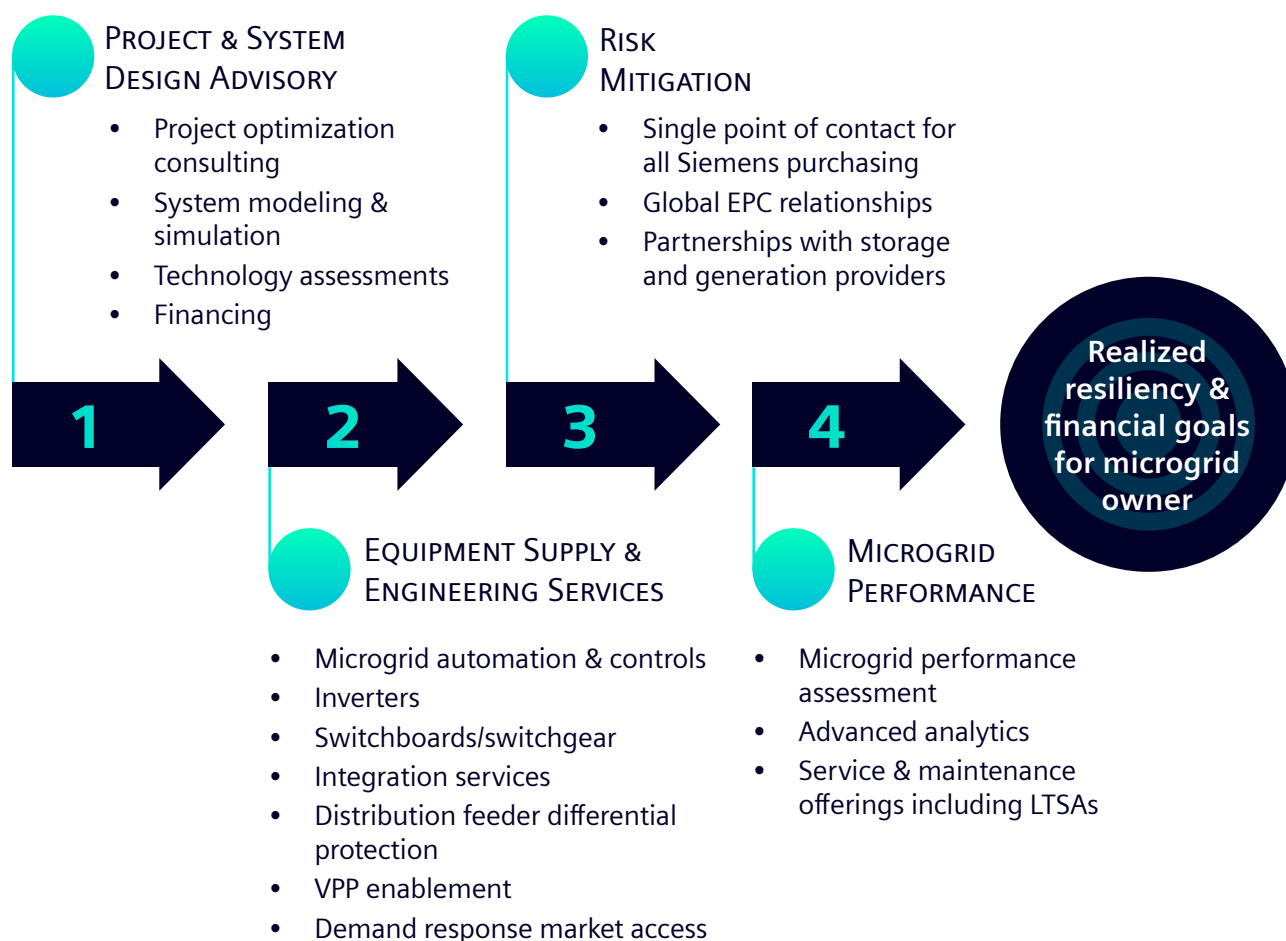 PROJECT & SYSTEM
DESIGN ADVISORY
• Project optimization
consulting
• System modeling &
simulation
• Technology assessments
• Financing
RISK
MITIGATION
• Single point of contact for
all Siemens purchasing
• Global EPC relationships
• Partnerships with storage
and generation providers
1
2
3
4
Realized
resiliency &
financial goals
for microgrid
owner
EQUIPMENT SUPPLY &
ENGINEERING SERVICES
• Microgrid automation & controls
• Inverters
• Switchboards/switchgear
• Integration services
• Distribution feeder differential
protection
• VPP enablement
• Demand response market access
MICROGRID
PERFORMANCE
• Microgrid performance
assessment
• Advanced analytics
• Service & maintenance
offerings including LTSAs